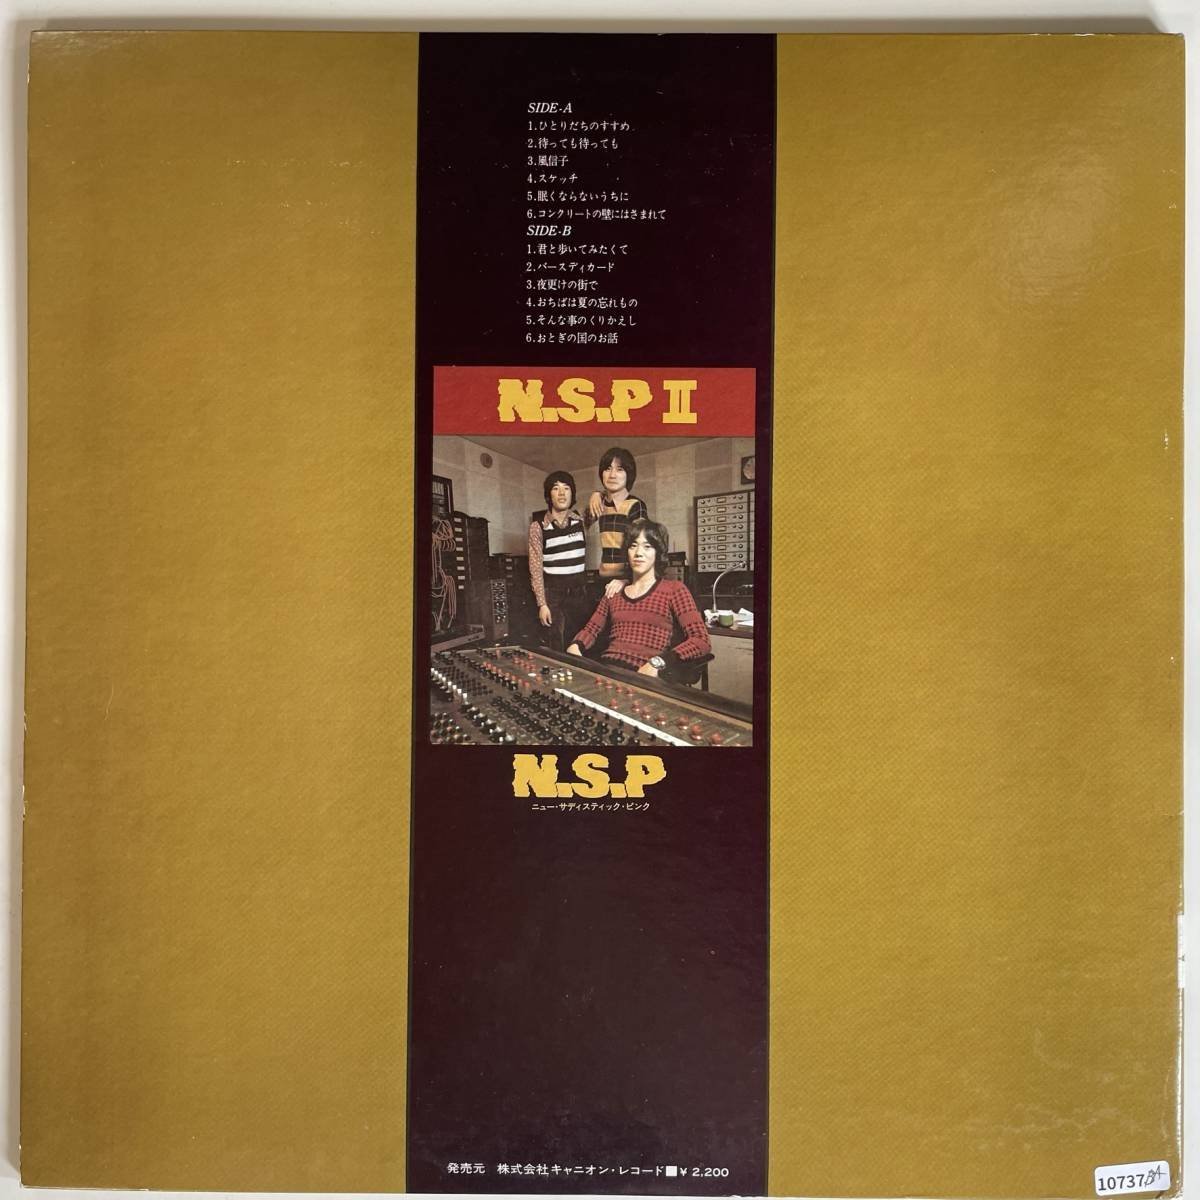 SIDE-A
1.ひとりだちのすすめ
2.待っても待っても
3.風信子
4.スケッチ
5.眠くならないうちに
6.コンクリートの壁にはさまれて
SIDE-B
1.君と歩いてみたくて
2.バースディカード
3.夜更けの街で
4.おちばは夏の忘れもの
5.そんな事のくりかえし
6.おとぎの国のお話
N.S.P II
N.S.P
ニュー・サディスティック・ピンク
発売元 株式会社キャニオン・レコード■¥2,200
10737